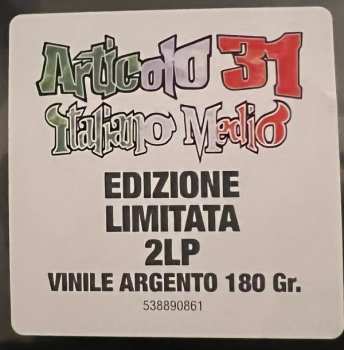 Articolo 31
Italiano Medio
EDIZIONE
LIMITATA
2LP
VINILE ARGENTO 180 Gr.
538890861